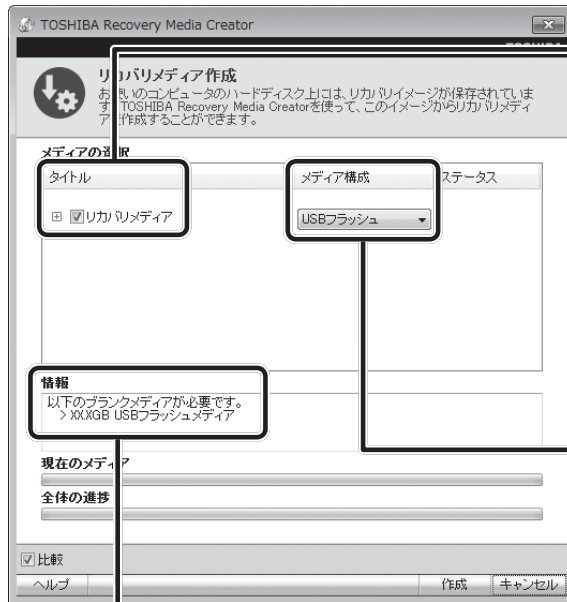 TOSHIBA Recovery Media Creator
TOSHIBA
リカバリメディア作成
お使いのコンピュータのハードディスク上には、リカバリイメージが保存されていま
す。TOSHIBA Recovery Media Creatorを使って、このイメージからリカバリメディ
アを作成することができます。
メディアの選択
タイトル メディア構成 ステータス
リカバリメディア USBフラッシュ
情報
以下のブランクメディアが必要です。
> XX.XGB USBフラッシュメディア
現在のメディア
全体の進捗
比較
ヘルプ 作成 キャンセル